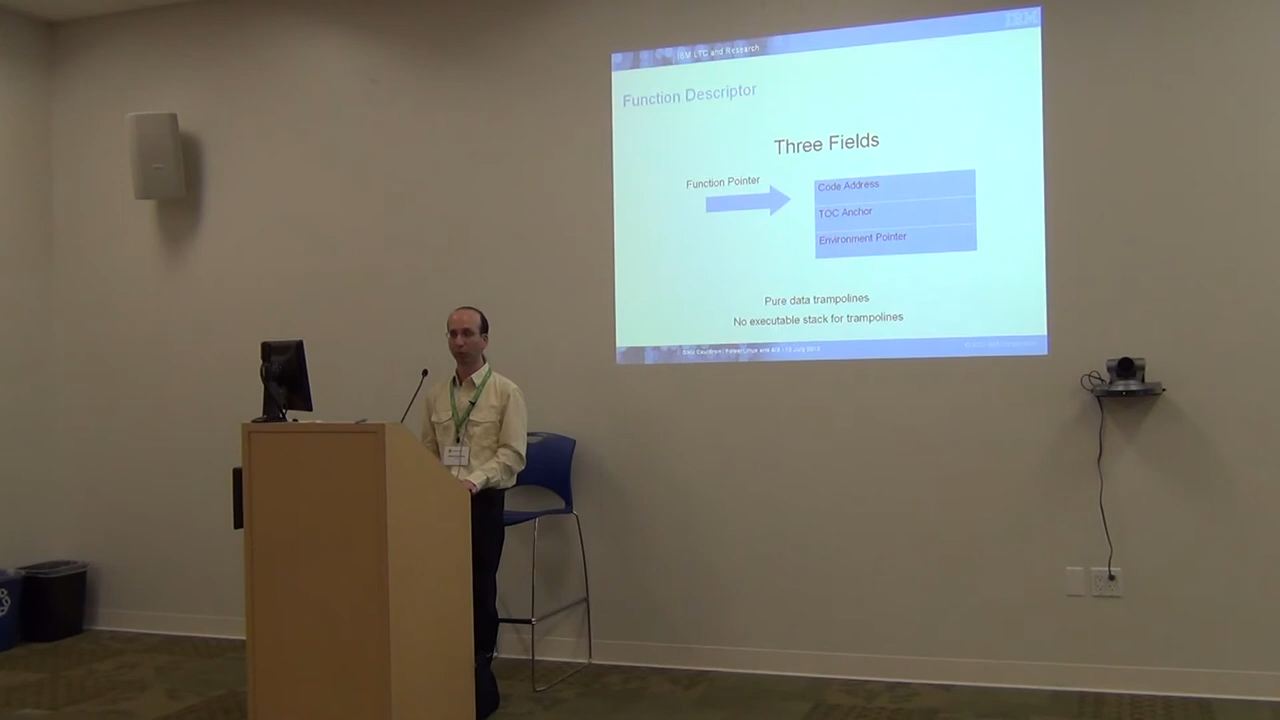 IBM
IBM LTC and Research
Function Descriptor
Three Fields
Function Pointer
Code Address
TOC Anchor
Environment Pointer
Pure data trampolines
No executable stack for trampolines